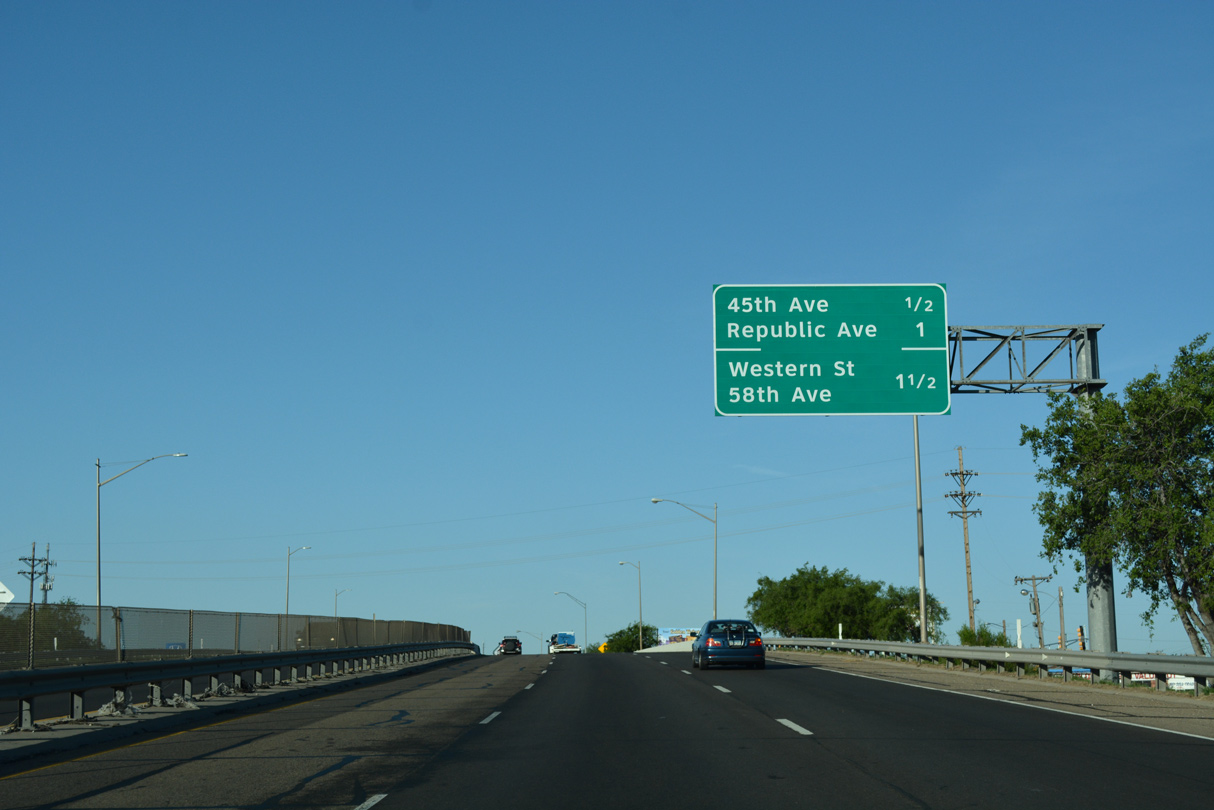 45th Ave 1/2
Republic Ave 1
Western St
58th Ave 1 1/2